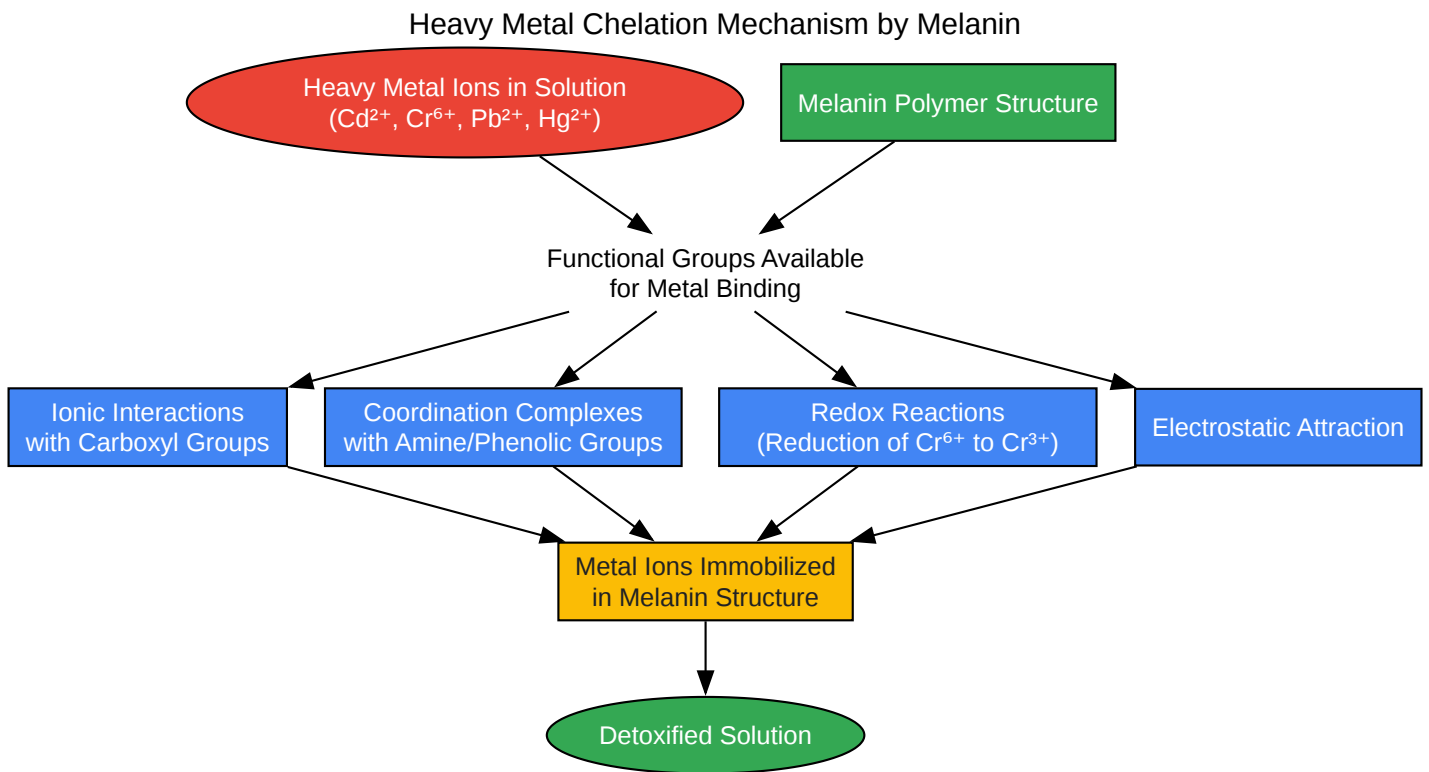 Heavy Metal Chelation Mechanism by Melanin
Heavy Metal Ions in Solution
(Cd²⁺, Cr⁶⁺, Pb²⁺, Hg²⁺)
Melanin Polymer Structure
Functional Groups Available
for Metal Binding
Ionic Interactions
with Carboxyl Groups
Coordination Complexes
with Amine/Phenolic Groups
Redox Reactions
(Reduction of Cr⁶⁺ to Cr³⁺)
Electrostatic Attraction
Metal Ions Immobilized
in Melanin Structure
Detoxified Solution